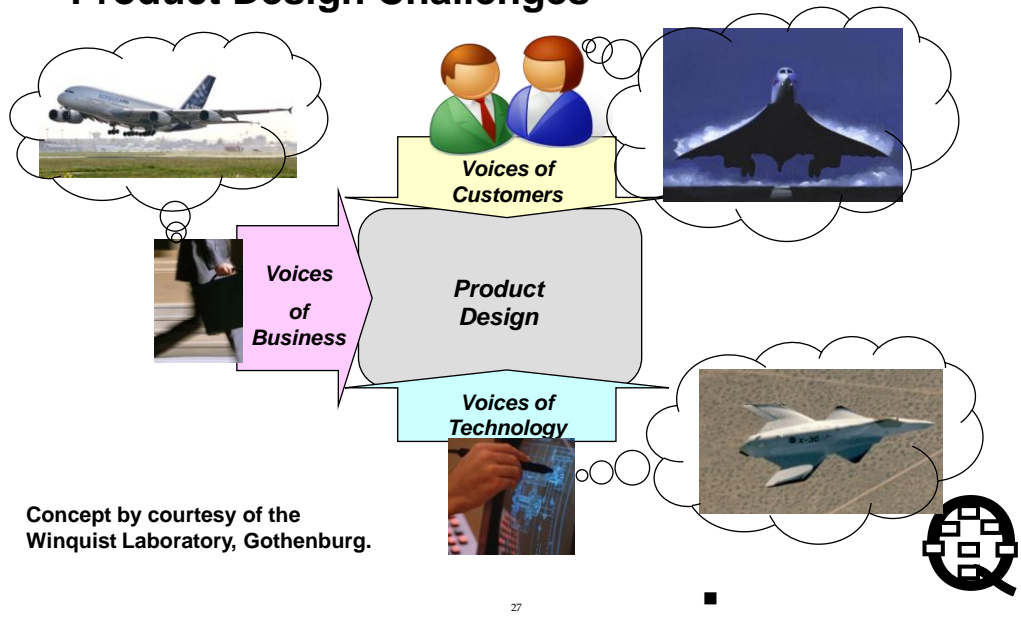 Product Design Challenges
Voices of
Customers
Voices
of
Business
Product
Design
Voices of
Technology
X-36
Concept by courtesy of the
Winquist Laboratory, Gothenburg.
27